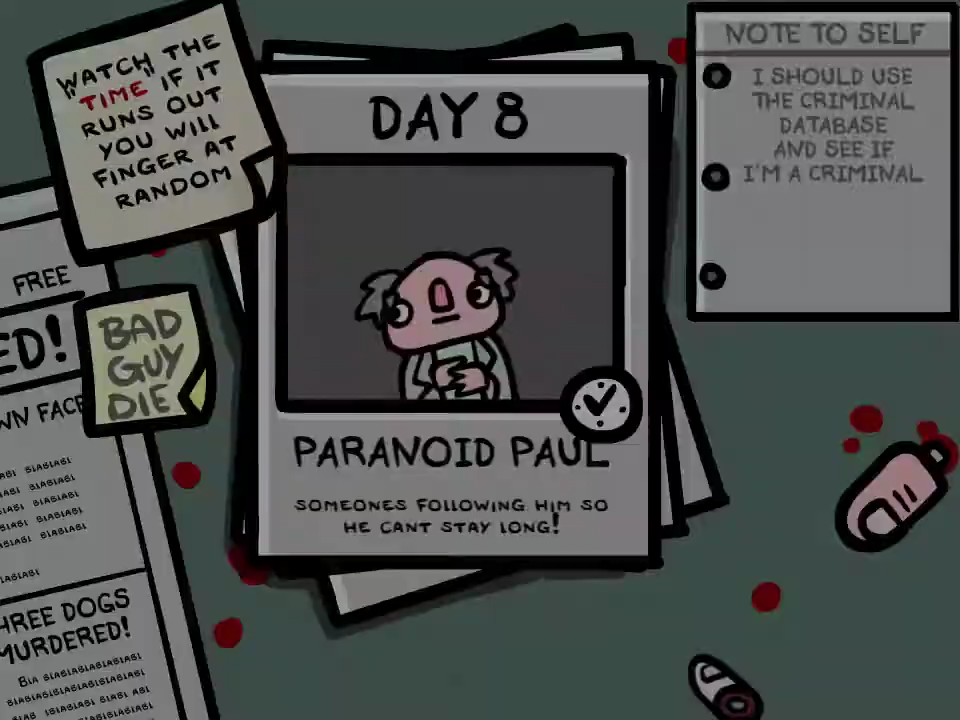 WATCH THE
TIME IF IT
RUNS OUT
YOU WILL
FINGER AT
RANDOM
DAY 8
PARANOID PAUL
SOMEONES FOLLOWING HIM SO
HE CANT STAY LONG!
NOTE TO SELF
I SHOULD USE
THE CRIMINAL
DATABASE
AND SEE IF
I'M A CRIMINAL
FREE
ED!
BAD
GUY
DIE
WN FACE
HREE DOGS
MURDERED!